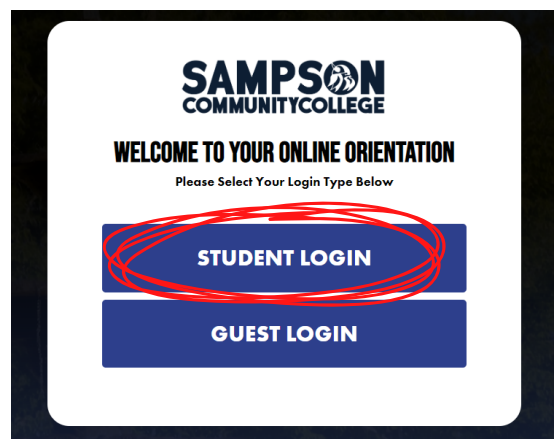 SAMPSON
COMMUNITYCOLLEGE
WELCOME TO YOUR ONLINE ORIENTATION
Please Select Your Login Type Below
STUDENT LOGIN
GUEST LOGIN